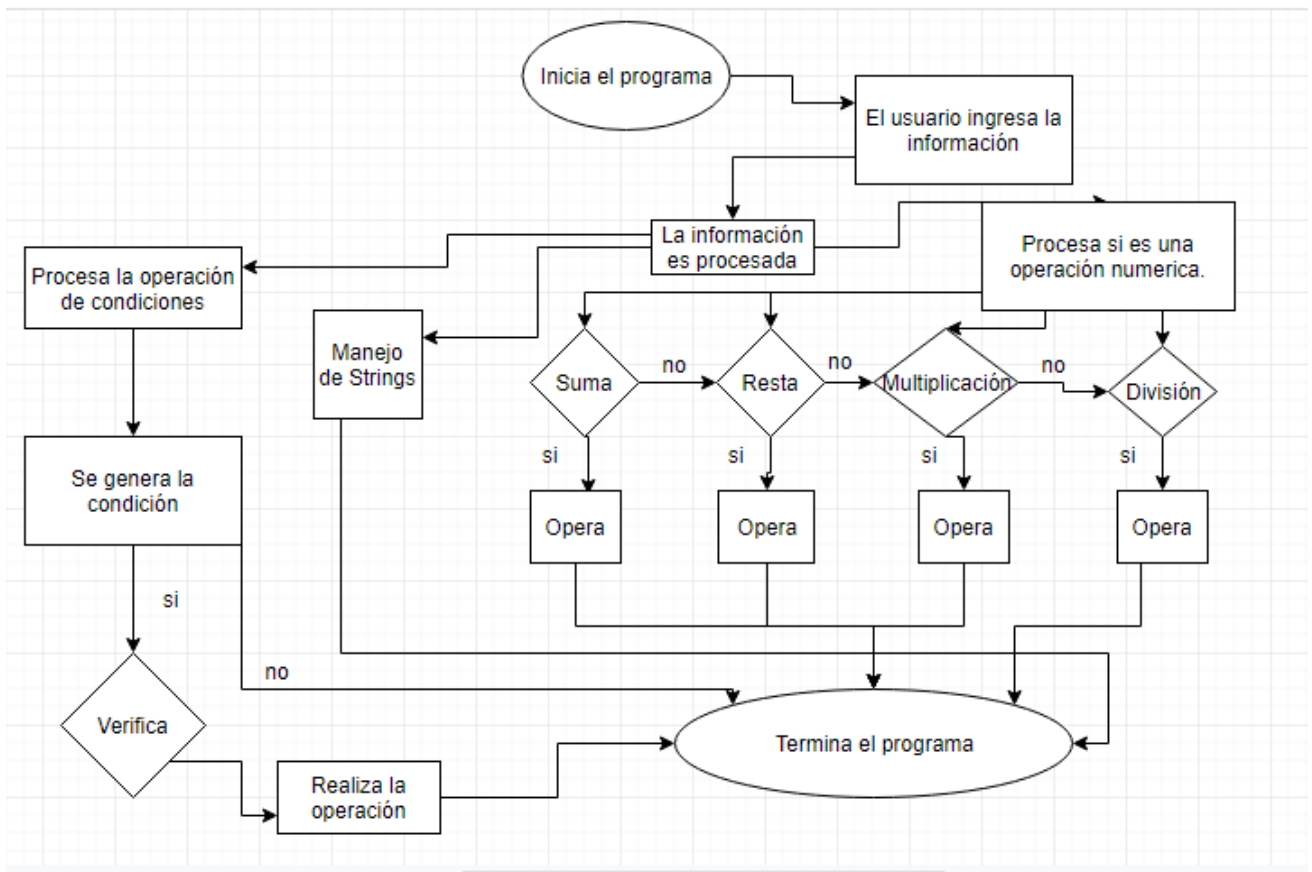 Inicia el programa
El usuario ingresa la
información
La información
es procesada
Procesa si es una
operación numerica.
Procesa la operación
de condiciones
Manejo
de Strings
Suma
no
Resta
no
Multiplicación
no
División
si
si
si
si
Opera
Opera
Opera
Opera
Se genera la
condición
si
no
Verifica
Realiza la
operación
Termina el programa